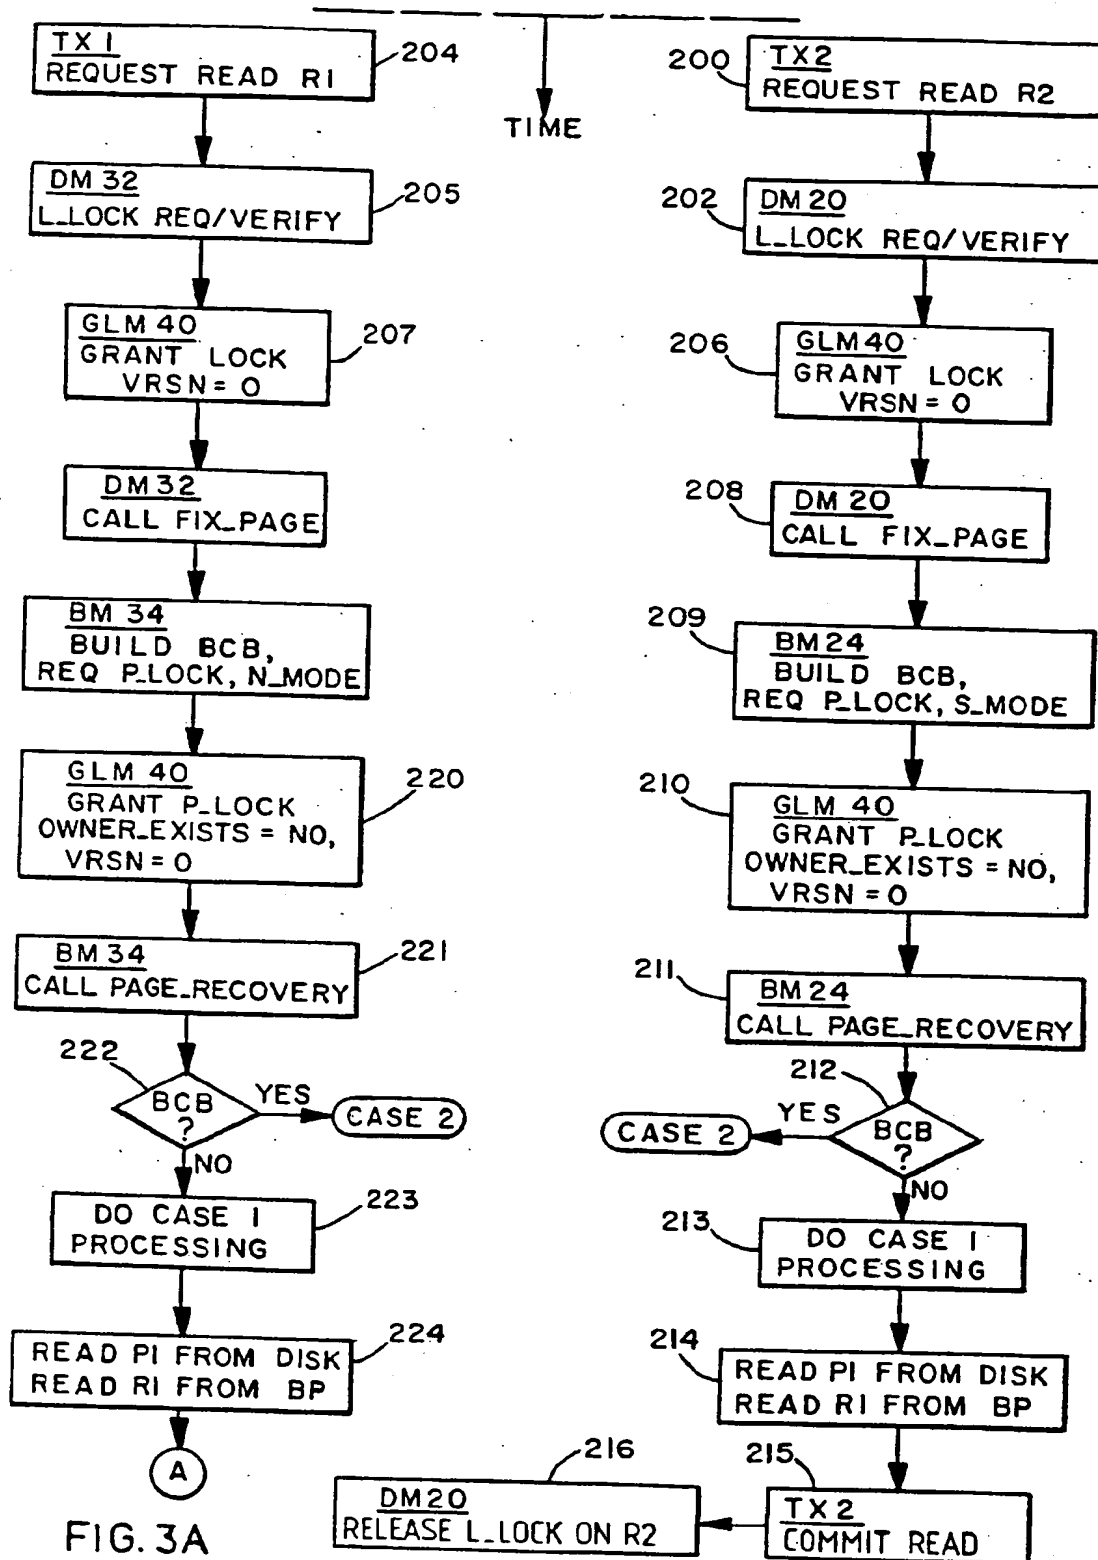 TX1
REQUEST READ R1
204
DM 32
L_LOCK REQ/VERIFY
205
GLM 40
GRANT LOCK
VRSN = 0
207
DM 32
CALL FIX_PAGE
BM 34
BUILD BCB,
REQ P_LOCK, N_MODE
GLM 40
GRANT P_LOCK
OWNER_EXISTS = NO,
VRSN = 0
220
BM 34
CALL PAGE_RECOVERY
221
222
BCB
?
YES
CASE 2
NO
DO CASE 1
PROCESSING
223
READ P1 FROM DISK
READ R1 FROM BP
224
A
FIG. 3A
TIME
200
TX2
REQUEST READ R2
202
DM 20
L_LOCK REQ/VERIFY
206
GLM 40
GRANT LOCK
VRSN = 0
208
DM 20
CALL FIX_PAGE
209
BM 24
BUILD BCB,
REQ P_LOCK, S_MODE
210
GLM 40
GRANT P_LOCK
OWNER_EXISTS = NO,
VRSN = 0
211
BM 24
CALL PAGE_RECOVERY
212
BCB
?
YES
CASE 2
NO
213
DO CASE 1
PROCESSING
214
READ P1 FROM DISK
READ R1 FROM BP
215
TX 2
COMMIT READ
216
DM 20
RELEASE L_LOCK ON R2